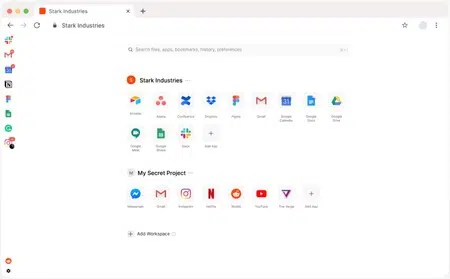 Stark Industries
Stark Industries
Search files, apps, bookmarks, history, preferences
S Stark Industries
Airtable Asana Confluence Dropbox Figma Gmail Google Calendar Google Docs Google Drive
Google Meet Google Sheets Slack Add App
M My Secret Project
Messenger Gmail Instagram Netflix Reddit YouTube The Verge Add App
Add Workspace